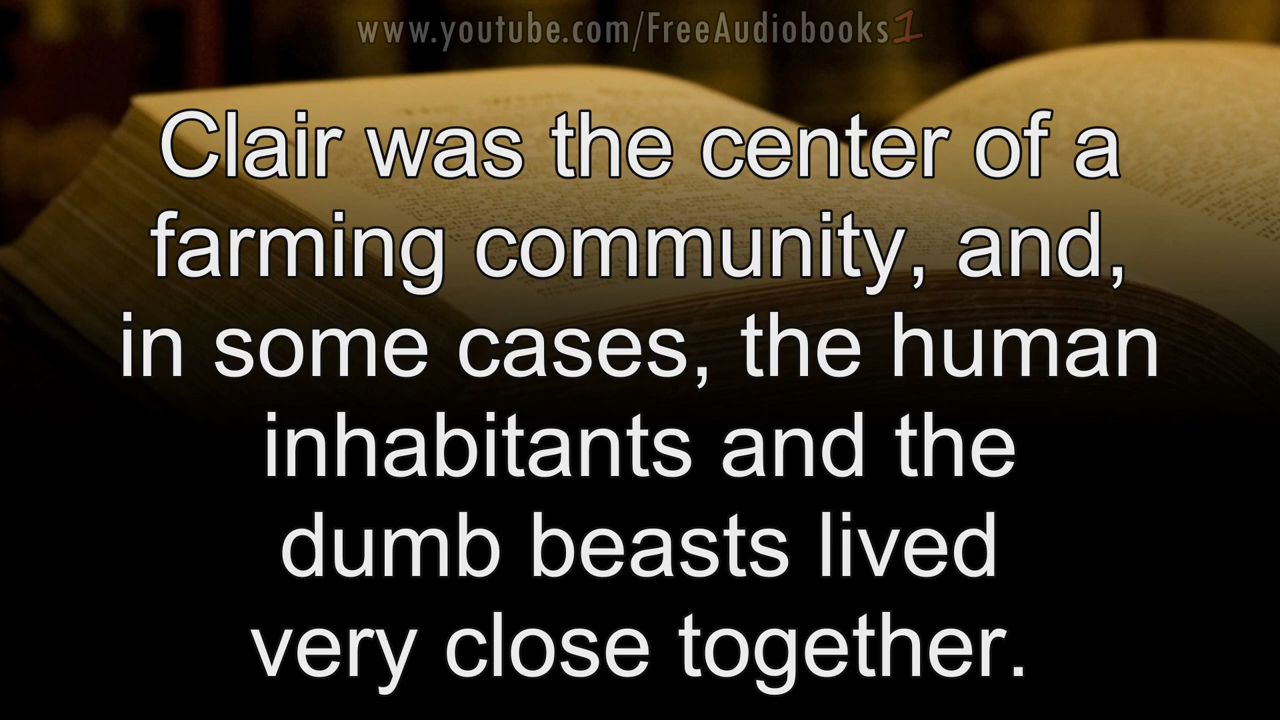 www.youtube.com/FreeAudiobooks1
Clair was the center of a
farming community, and,
in some cases, the human
inhabitants and the
dumb beasts lived
very close together.